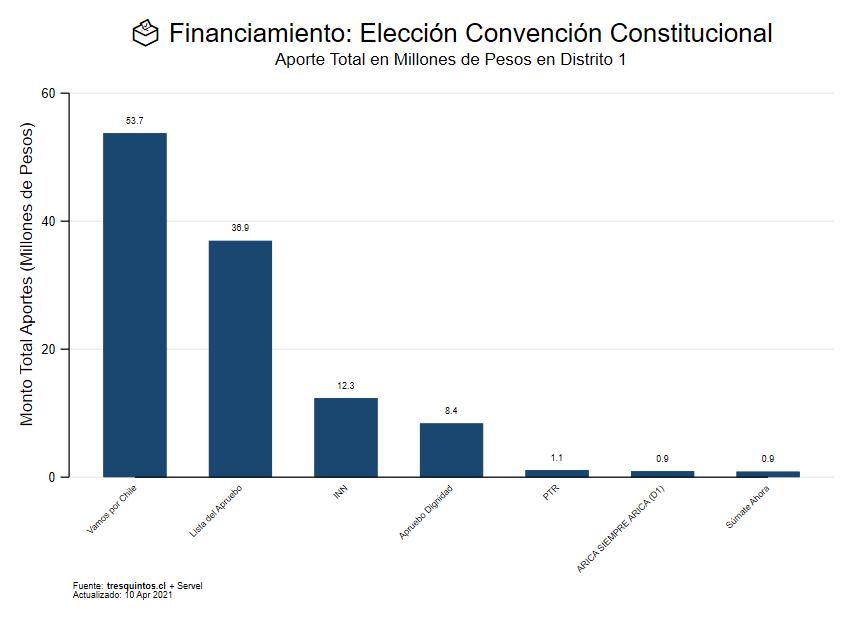 Financiamiento: Elección Convención Constitucional
Aporte Total en Millones de Pesos en Distrito 1
Monto Total Aportes (Millones de Pesos)
60
40
20
0
53.7
36.9
12.3
8.4
1.1
0.9
0.9
Vamos por Chile
Lista del Apruebo
INN
Apruebo Dignidad
PTR
ARICA SIEMPRE ARICA (D1)
Súmate Ahora
Fuente: tresquintos.cl + Servel
Actualizado: 10 Apr 2021